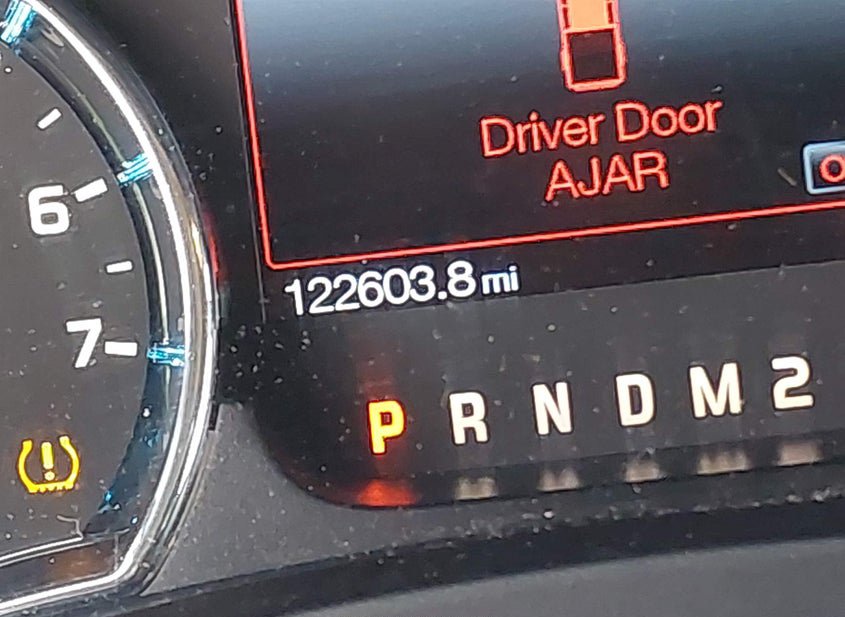 Driver Door
AJAR
6
122603.8 mi
7
P R N D M 2
!